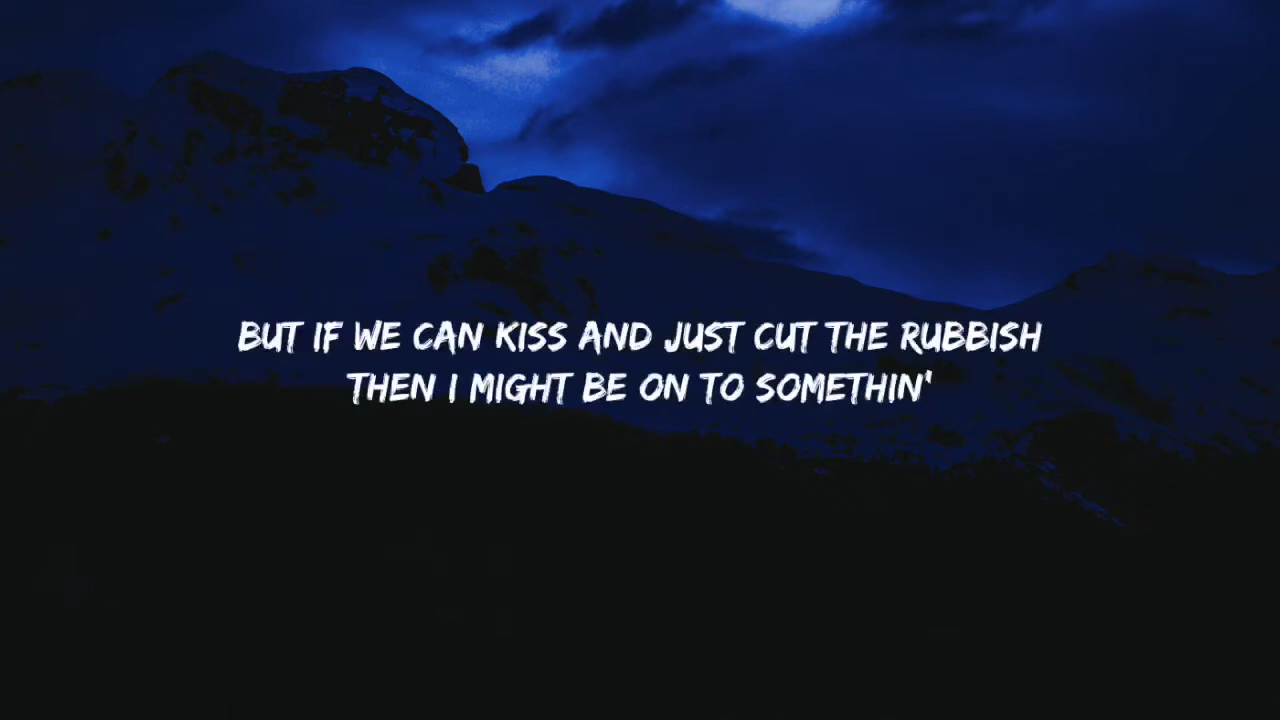 BUT IF WE CAN KISS AND JUST CUT THE RUBBISH
THEN I MIGHT BE ON TO SOMETHIN'